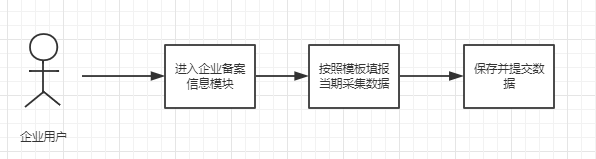 进入企业备案
信息模块
按照模板填报
当期采集数据
保存并提交数
据
企业用户